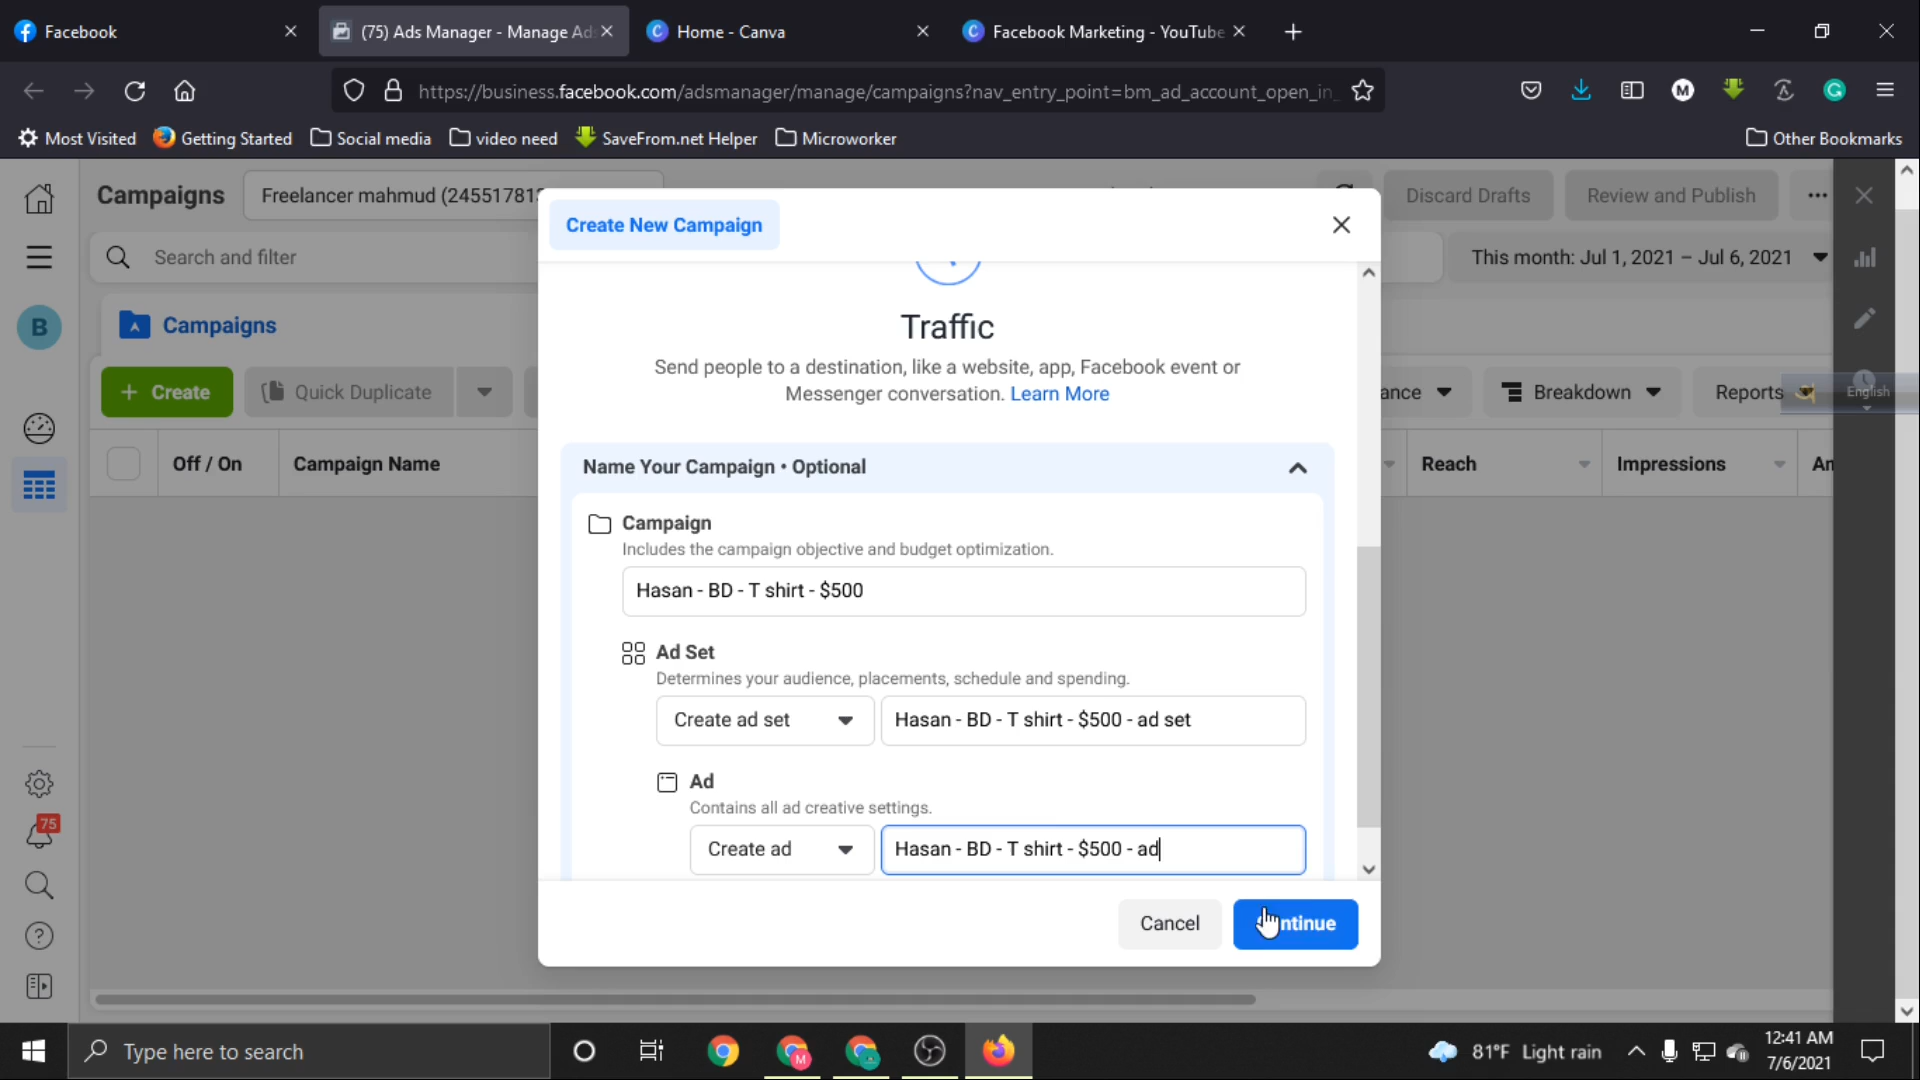 Facebook
(75) Ads Manager - Manage Ad
Home - Canva
Facebook Marketing - YouTube
https://business.facebook.com/adsmanager/manage/campaigns?nav_entry_point=bm_ad_account_open_in_
M
G
Most Visited
Getting Started
Social media
video need
SaveFrom.net Helper
Microworker
Other Bookmarks
Campaigns
Freelancer mahmud (24551781
Discard Drafts
Review and Publish
Create New Campaign
Search and filter
This month: Jul 1, 2021 – Jul 6, 2021
B
Campaigns
Traffic
Send people to a destination, like a website, app, Facebook event or
Messenger conversation. Learn More
+ Create
Quick Duplicate
ance
Breakdown
Reports
English
Off / On
Campaign Name
Reach
Impressions
Name Your Campaign • Optional
Campaign
Includes the campaign objective and budget optimization.
Hasan - BD - T shirt - $500
Ad Set
Determines your audience, placements, schedule and spending.
Create ad set
Hasan - BD - T shirt - $500 - ad set
Ad
Contains all ad creative settings.
Create ad
Hasan - BD - T shirt - $500 - ad
75
Cancel
ntinue
Type here to search
M
81°F Light rain
12:41 AM
7/6/2021